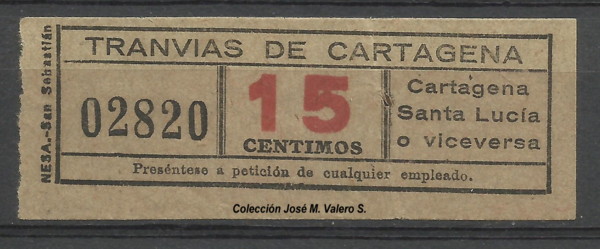 TRANVIAS DE CARTAGENA
NESA.-San Sebastián
02820
15
CENTIMOS
Cartagena
Santa Lucía
o viceversa
Preséntese a petición de cualquier empleado.
Colección José M. Valero S.